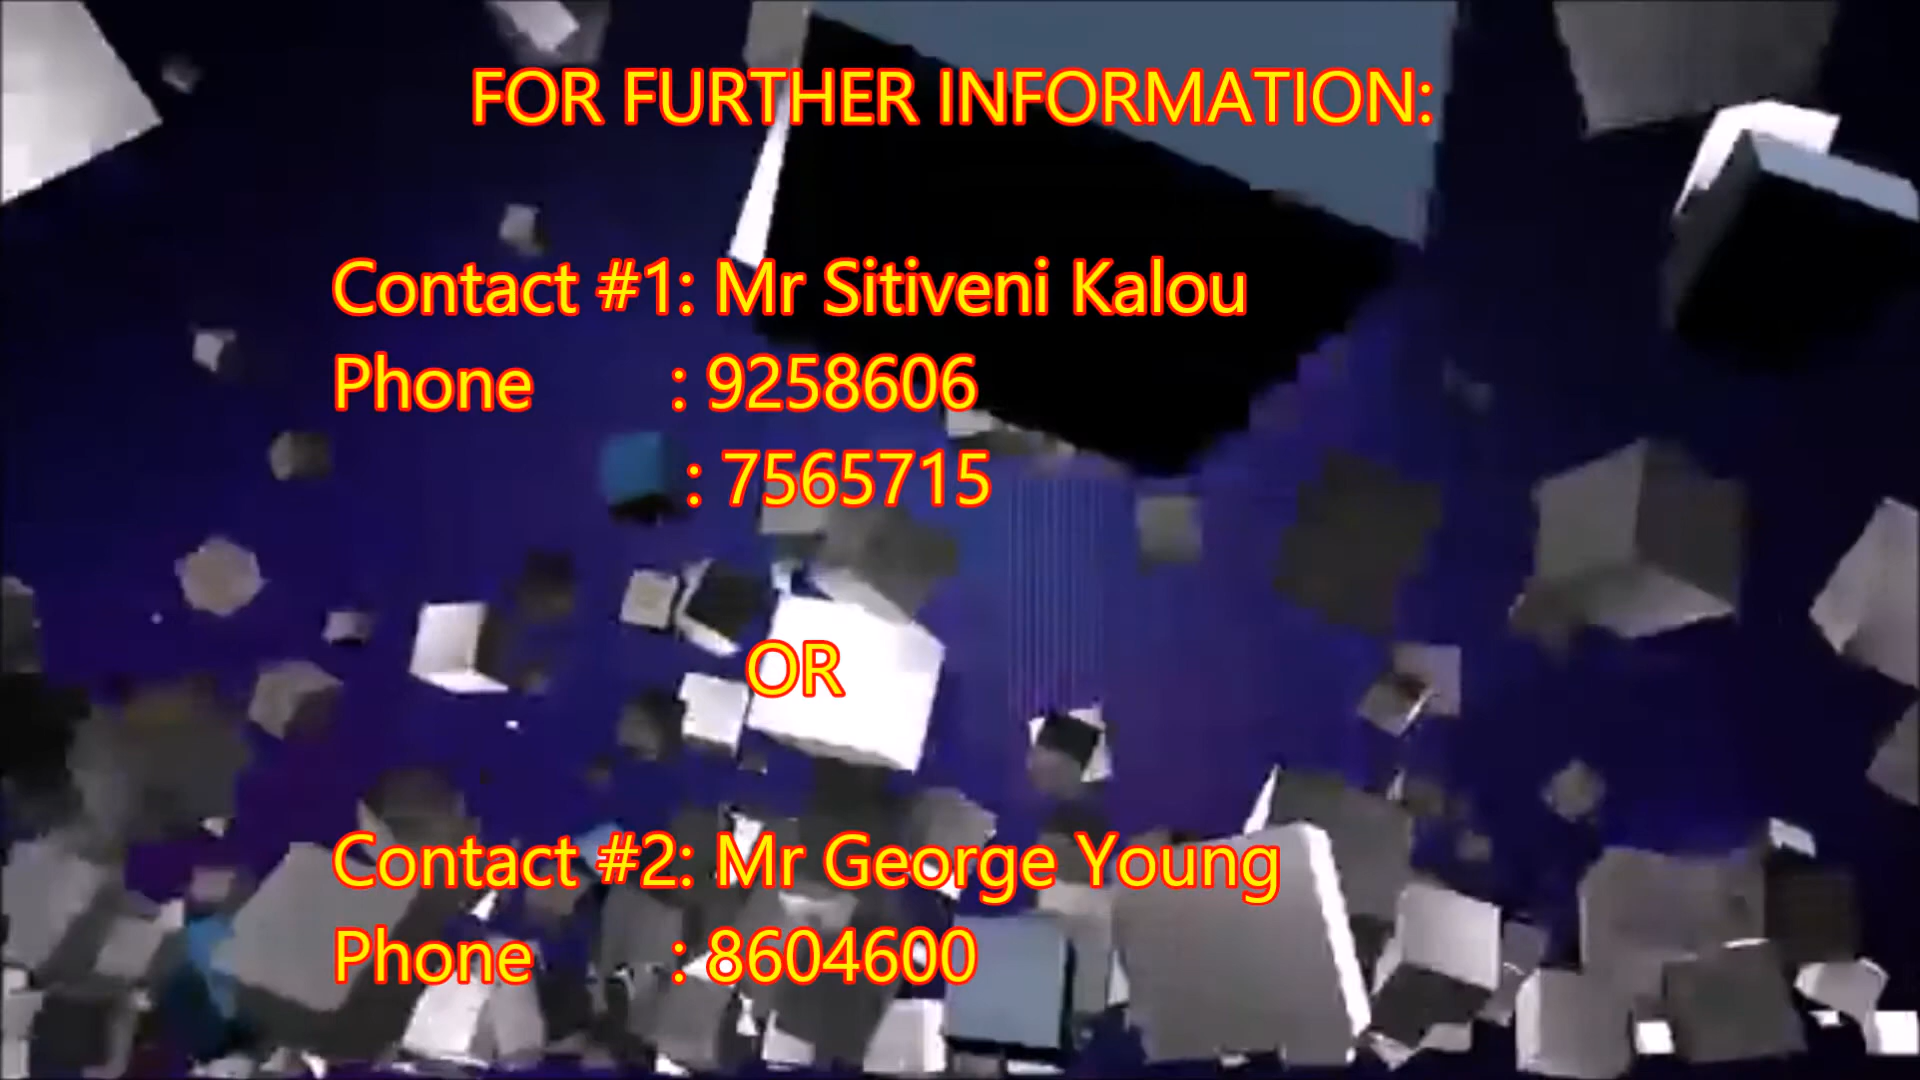 FOR FURTHER INFORMATION:
Contact #1: Mr Sitiveni Kalou
Phone : 9258606
: 7565715
OR
Contact #2: Mr George Young
Phone : 8604600